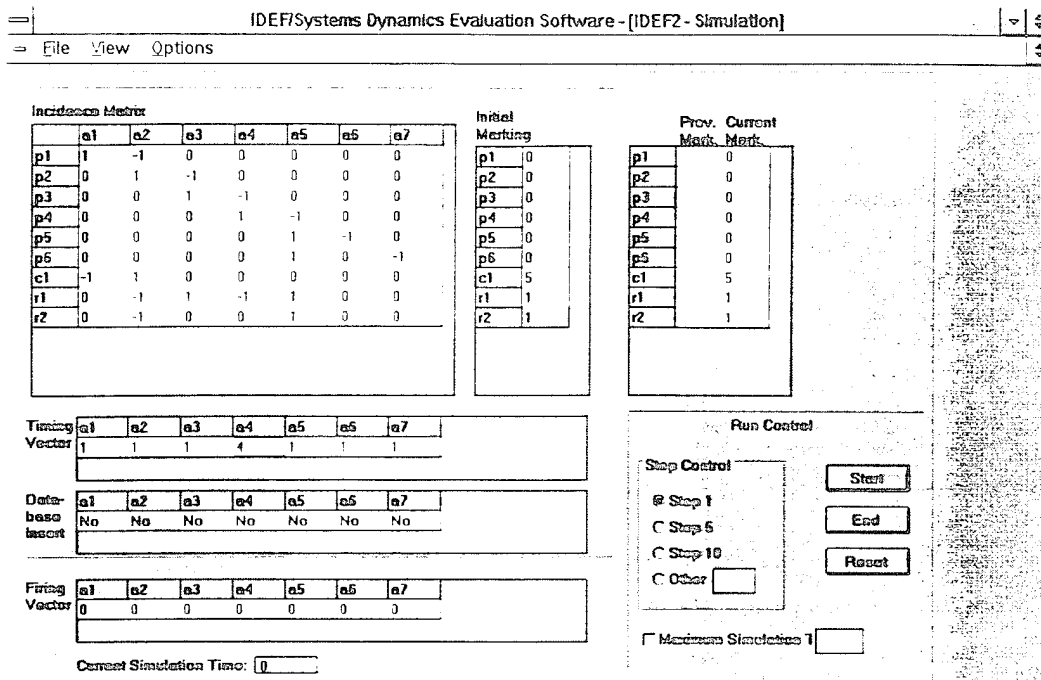 IDEF/Systems Dynamics Evaluation Software - [IDEF2 - Simulation]
File View Options
Incidence Matrix
a1 a2 a3 a4 a5 a6 a7
p1 1 -1 0 0 0 0 0
p2 0 1 -1 0 0 0 0
p3 0 0 1 -1 0 0 0
p4 0 0 0 1 -1 0 0
p5 0 0 0 0 1 -1 0
p6 0 0 0 0 1 0 -1
c1 -1 1 0 0 0 0 0
r1 0 -1 1 -1 1 0 0
r2 0 -1 0 0 1 0 0
Initial
Marking
p1 0
p2 0
p3 0
p4 0
p5 0
p6 0
c1 5
r1 1
r2 1
Prev. Current
Mark. Mark.
p1 0
p2 0
p3 0
p4 0
p5 0
p6 0
c1 5
r1 1
r2 1
Timing
Vector
a1 a2 a3 a4 a5 a6 a7
1 1 1 4 1 1 1
Data-
base
Insert
a1 a2 a3 a4 a5 a6 a7
No No No No No No No
Firing
Vector
a1 a2 a3 a4 a5 a6 a7
0 0 0 0 0 0 0
Current Simulation Time: 0
Run Control
Step Control
Step 1
Step 5
Step 10
Other
Start
End
Reset
Maximum Simulation T